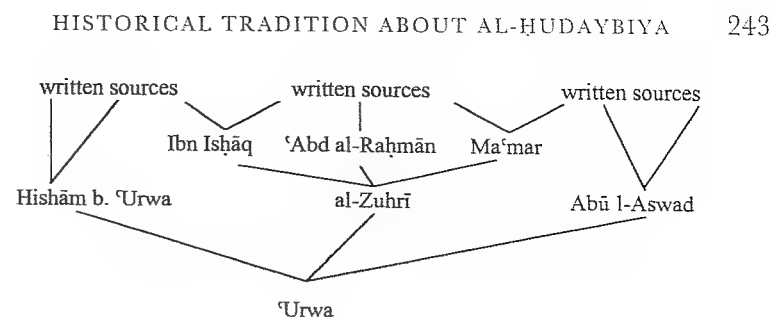 HISTORICAL TRADITION ABOUT AL-ḤUDAYBIYA 243
written sources written sources written sources
Ibn Isḥāq ʿAbd al-Raḥmān Maʿmar
Hishām b. ʿUrwa al-Zuhrī Abū l-Aswad
ʿUrwa